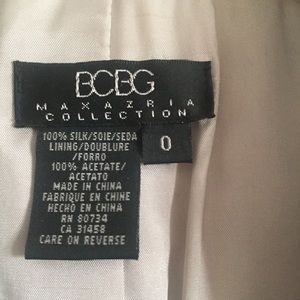 BCBG
MAXAZRIA
COLLECTION
100% SILK/SOIE/SEDA
LINING/DOUBLURE
/FORRO
100% ACETATE/
ACETATO
MADE IN CHINA
FABRIQUE EN CHINE
HECHO EN CHINA
RN 80734
CA 31458
CARE ON REVERSE
0